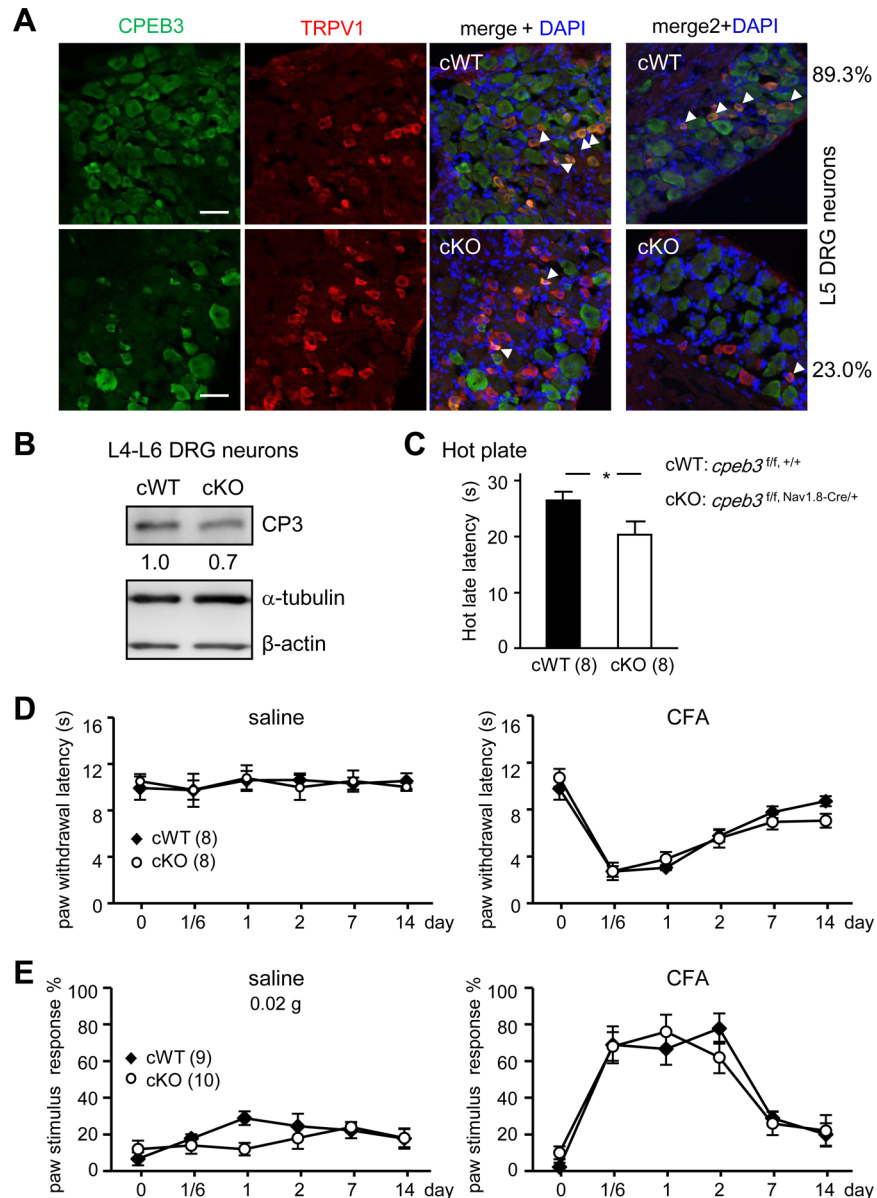 A
CPEB3 TRPV1 merge + DAPI merge2+DAPI
cWT cWT 89.3%
cKO cKO 23.0%
L5 DRG neurons
B
L4-L6 DRG neurons
cWT cKO
CP3
1.0 0.7
α-tubulin
β-actin
C Hot plate
Hot late latency (s)
30
20
10
0
*
cWT (8) cKO (8)
cWT: cpeb3 f/f, +/+
cKO: cpeb3 f/f, Nav1.8-Cre/+
D
saline
paw withdrawal latency (s)
16
12
8
4
0
cWT (8)
cKO (8)
0 1/6 1 2 7 14 day
CFA
paw withdrawal latency (s)
16
12
8
4
0
0 1/6 1 2 7 14 day
E
saline
0.02 g
paw stimulus response %
100
80
60
40
20
0
cWT (9)
cKO (10)
0 1/6 1 2 7 14 day
CFA
paw stimulus response %
100
80
60
40
20
0
0 1/6 1 2 7 14 day